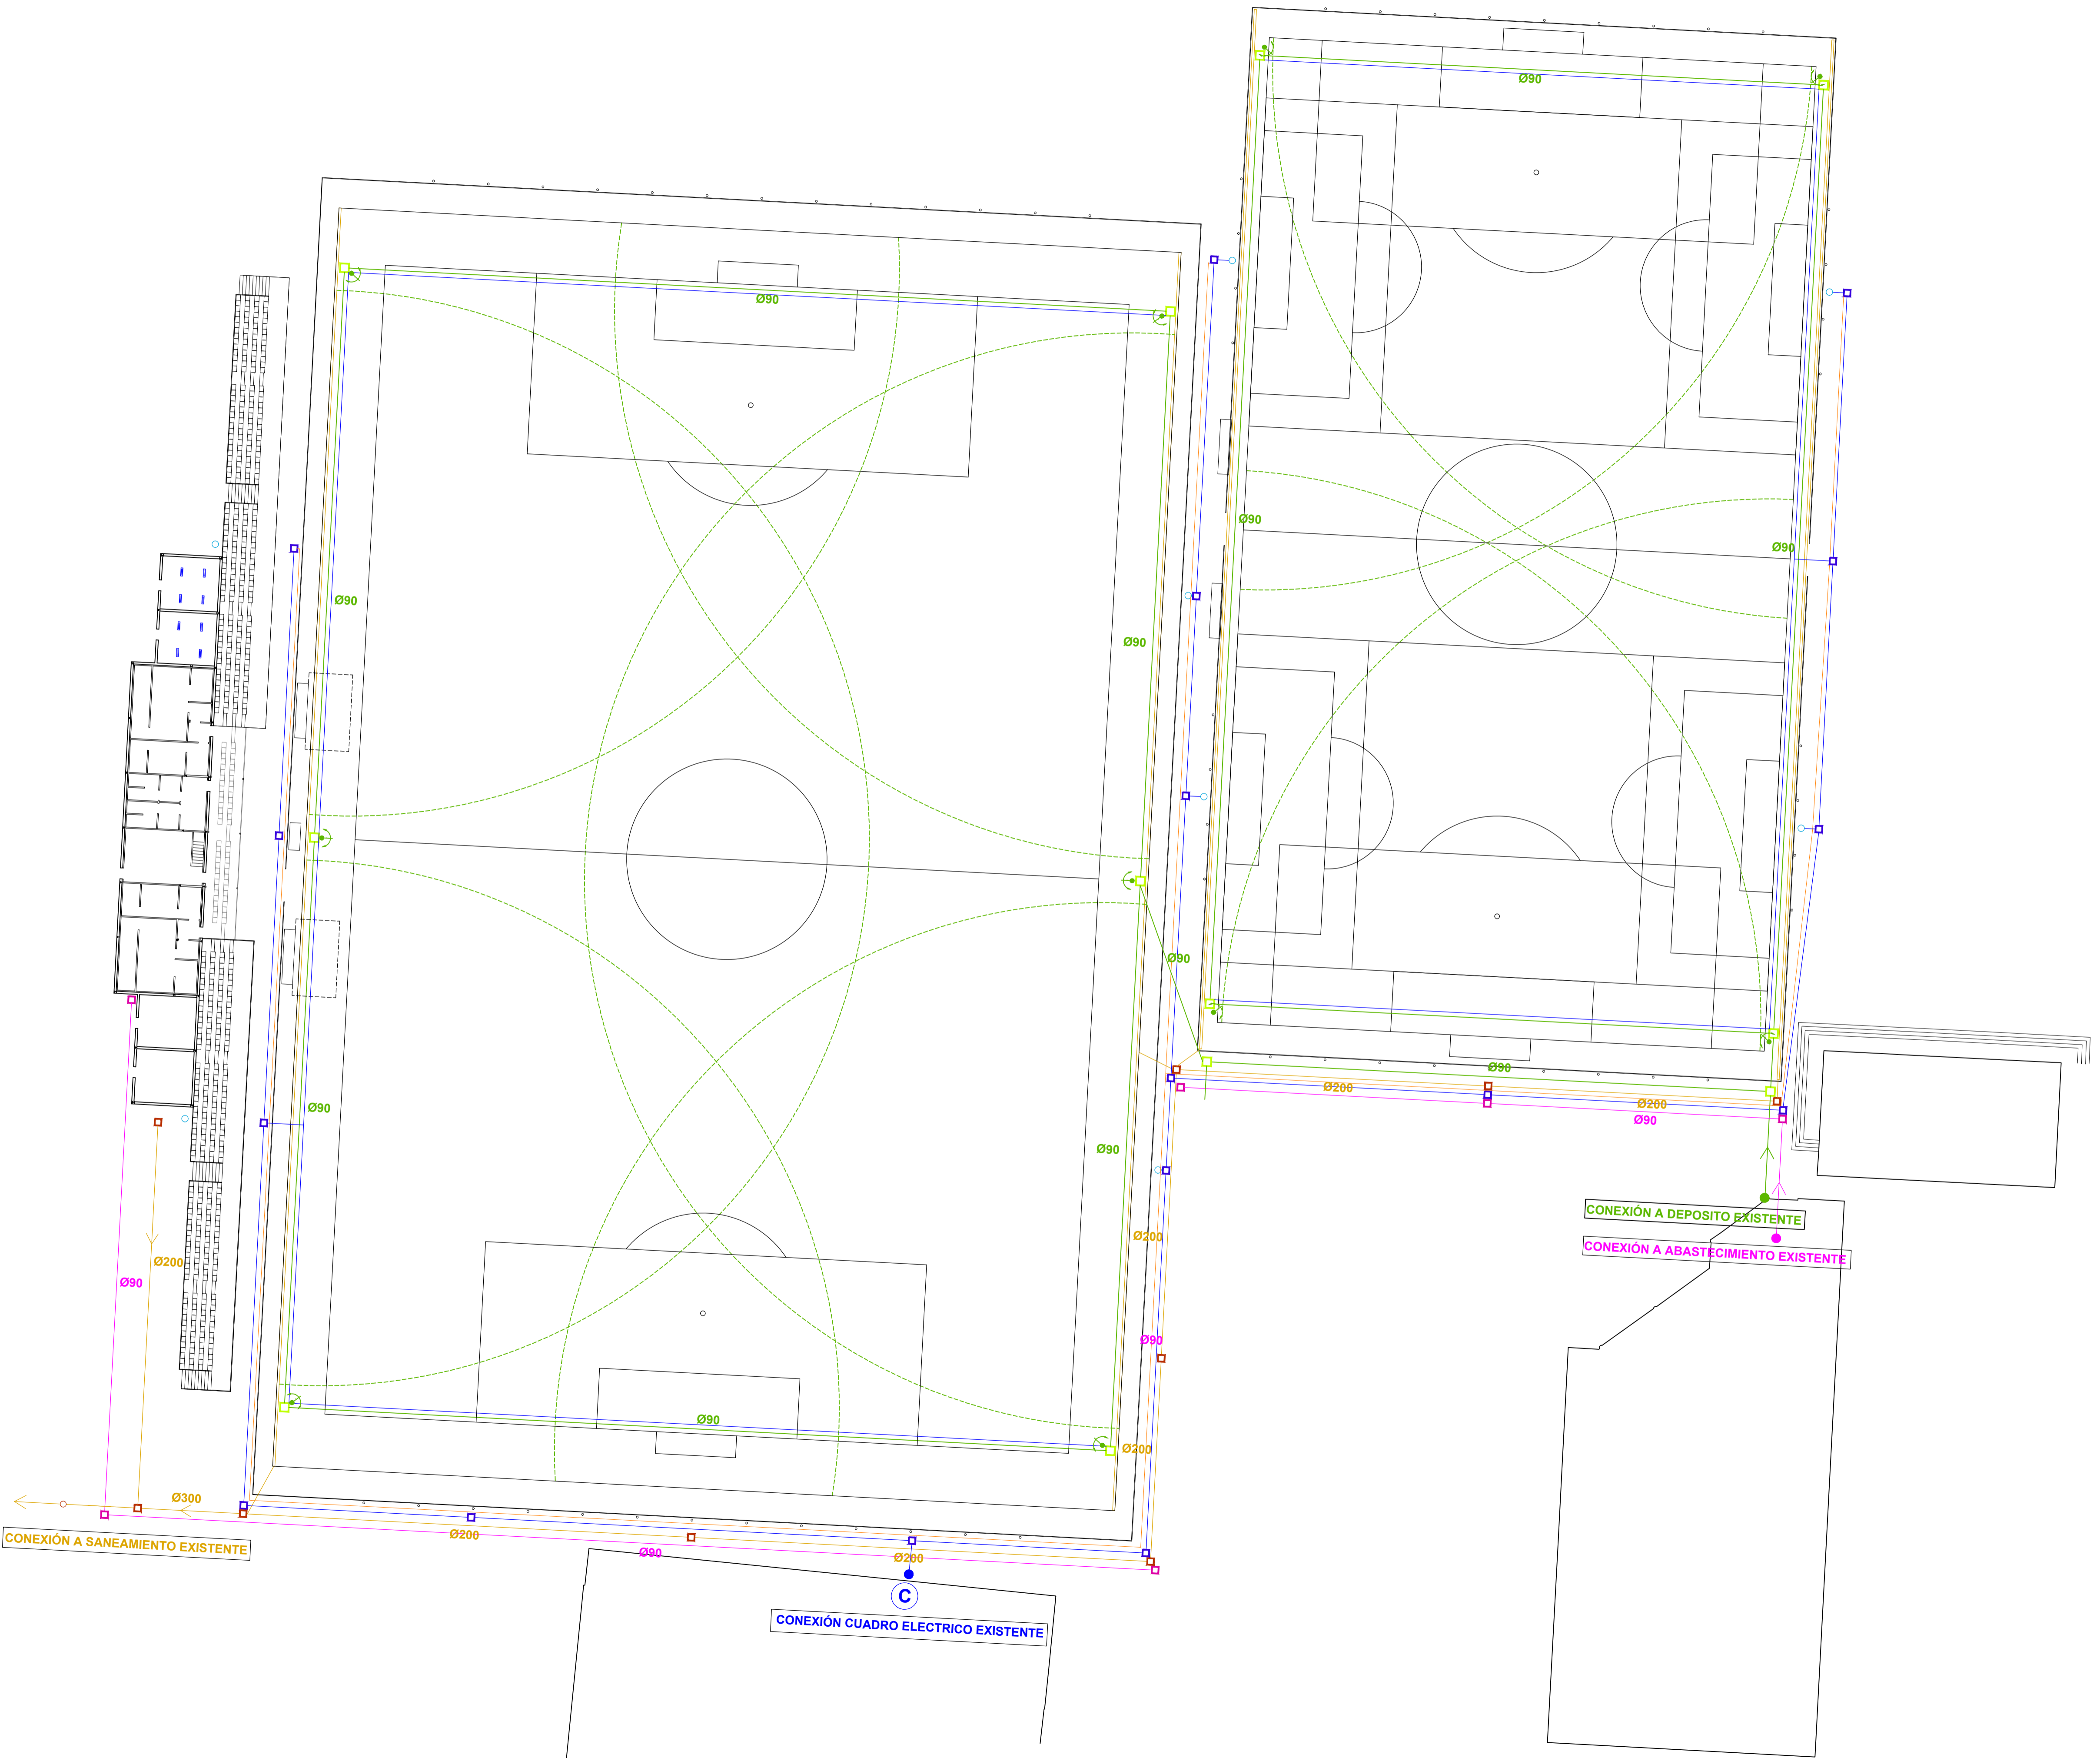 Ø90
Ø90
Ø90
Ø90
Ø90
Ø90
Ø90
Ø90
Ø90
Ø200
Ø200
Ø90
Ø90
Ø90
CONEXIÓN A DEPOSITO EXISTENTE
Ø200
CONEXIÓN A ABASTECIMIENTO EXISTENTE
Ø200
Ø90
Ø90
Ø90
Ø200
Ø300
Ø200
CONEXIÓN A SANEAMIENTO EXISTENTE
Ø90
Ø200
C
CONEXIÓN CUADRO ELECTRICO EXISTENTE